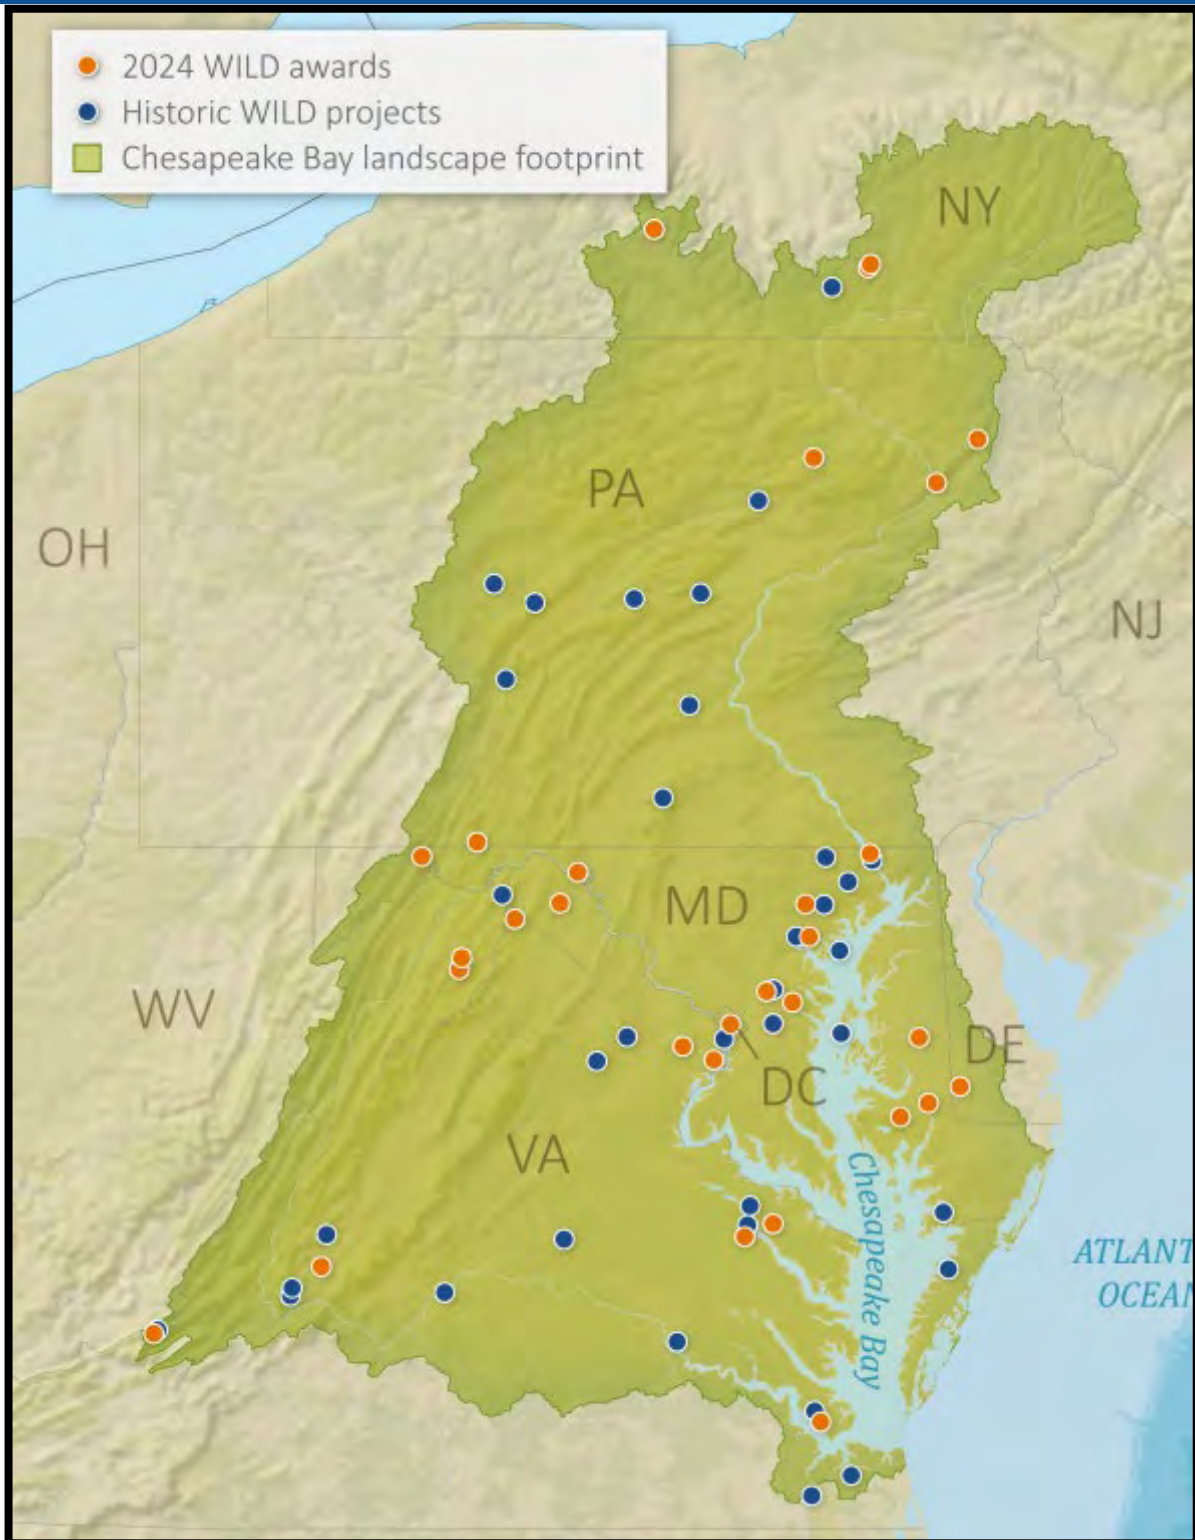 2024 WILD awards
Historic WILD projects
Chesapeake Bay landscape footprint
NY
PA
OH
NJ
MD
WV
DE
DC
VA
Chesapeake Bay
ATLANT
OCEAN